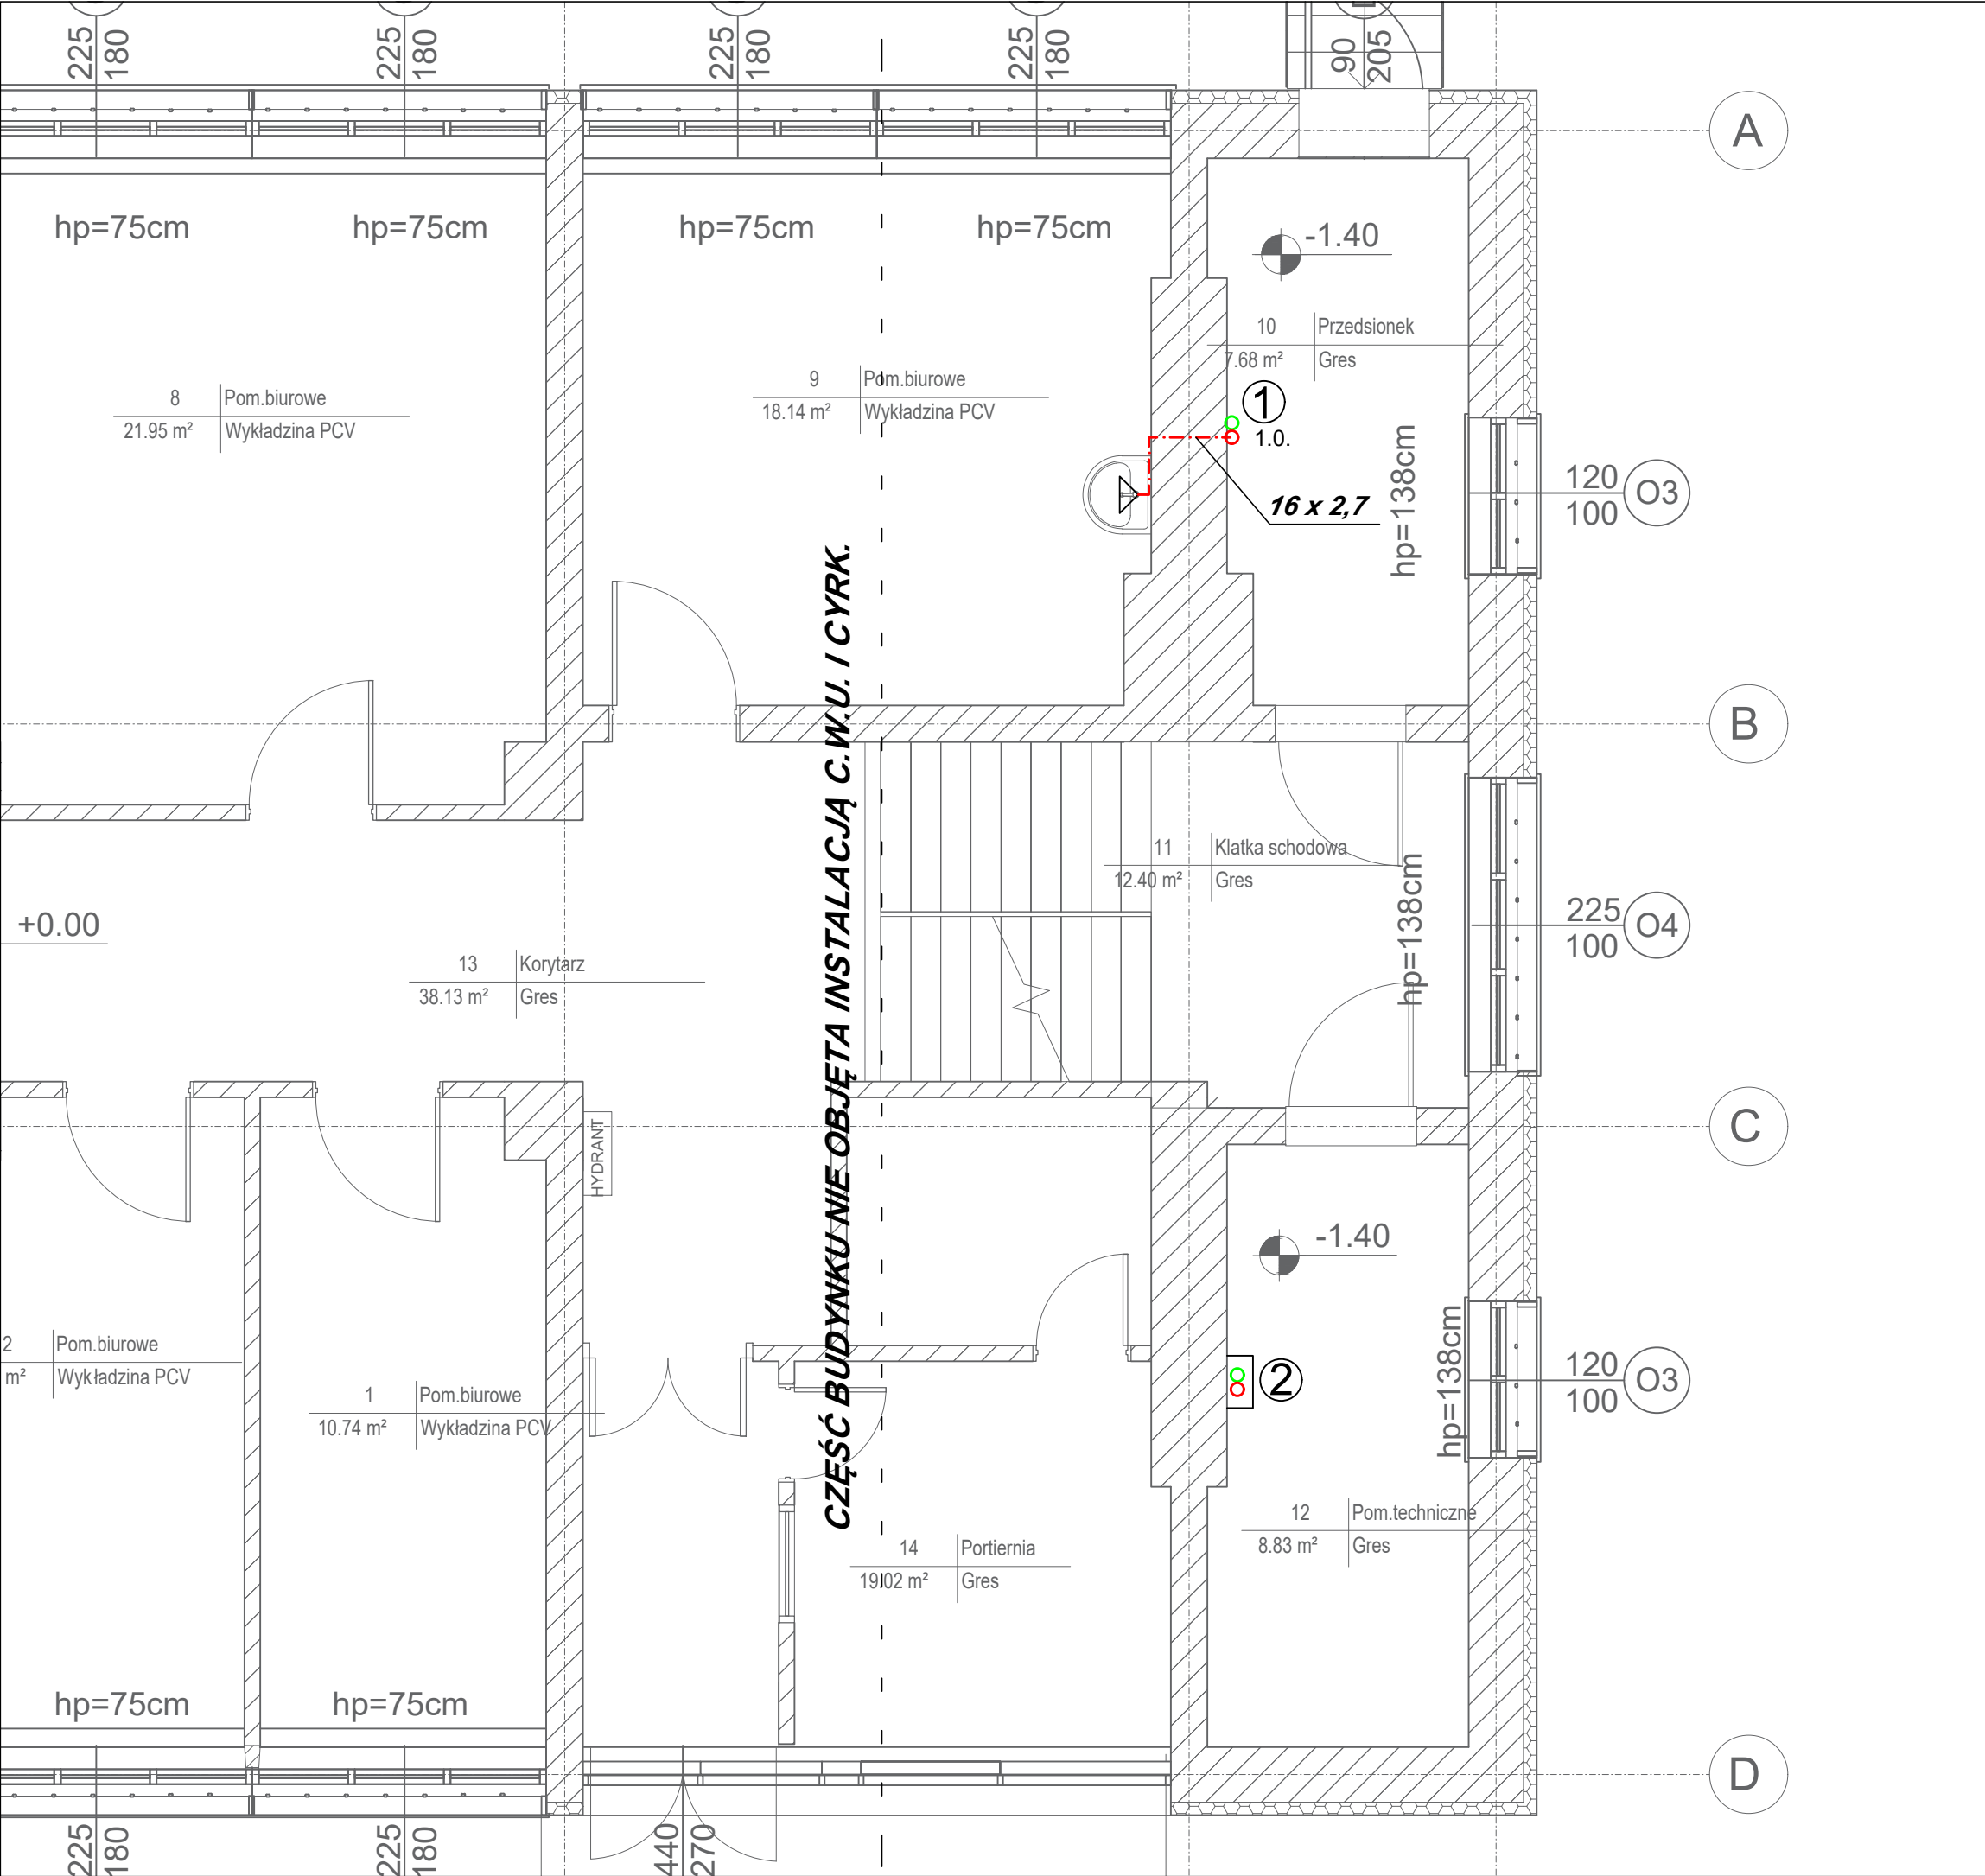 225
180
225
180
225
180
225
180
90
205
A
hp=75cm
hp=75cm
hp=75cm
hp=75cm
-1.40
10 Przedsionek
7.68 m² Gres
8 Pom.biurowe
21.95 m² Wykładzina PCV
9 Pom.biurowe
18.14 m² Wykładzina PCV
1
1.0.
16 x 2,7
hp=138cm
120
100
O3
CZĘŚĆ BUDYNKU NIE OBJĘTA INSTALACJĄ C.W.U. I CYRK.
B
11 Klatka schodowa
12.40 m² Gres
hp=138cm
225
100
O4
+0.00
13 Korytarz
38.13 m² Gres
HYDRANT
C
-1.40
2 Pom.biurowe
m² Wykładzina PCV
1 Pom.biurowe
10.74 m² Wykładzina PCV
2
hp=138cm
120
100
O3
12 Pom.techniczne
8.83 m² Gres
14 Portiernia
19.02 m² Gres
hp=75cm
hp=75cm
D
225
180
225
180
440
270